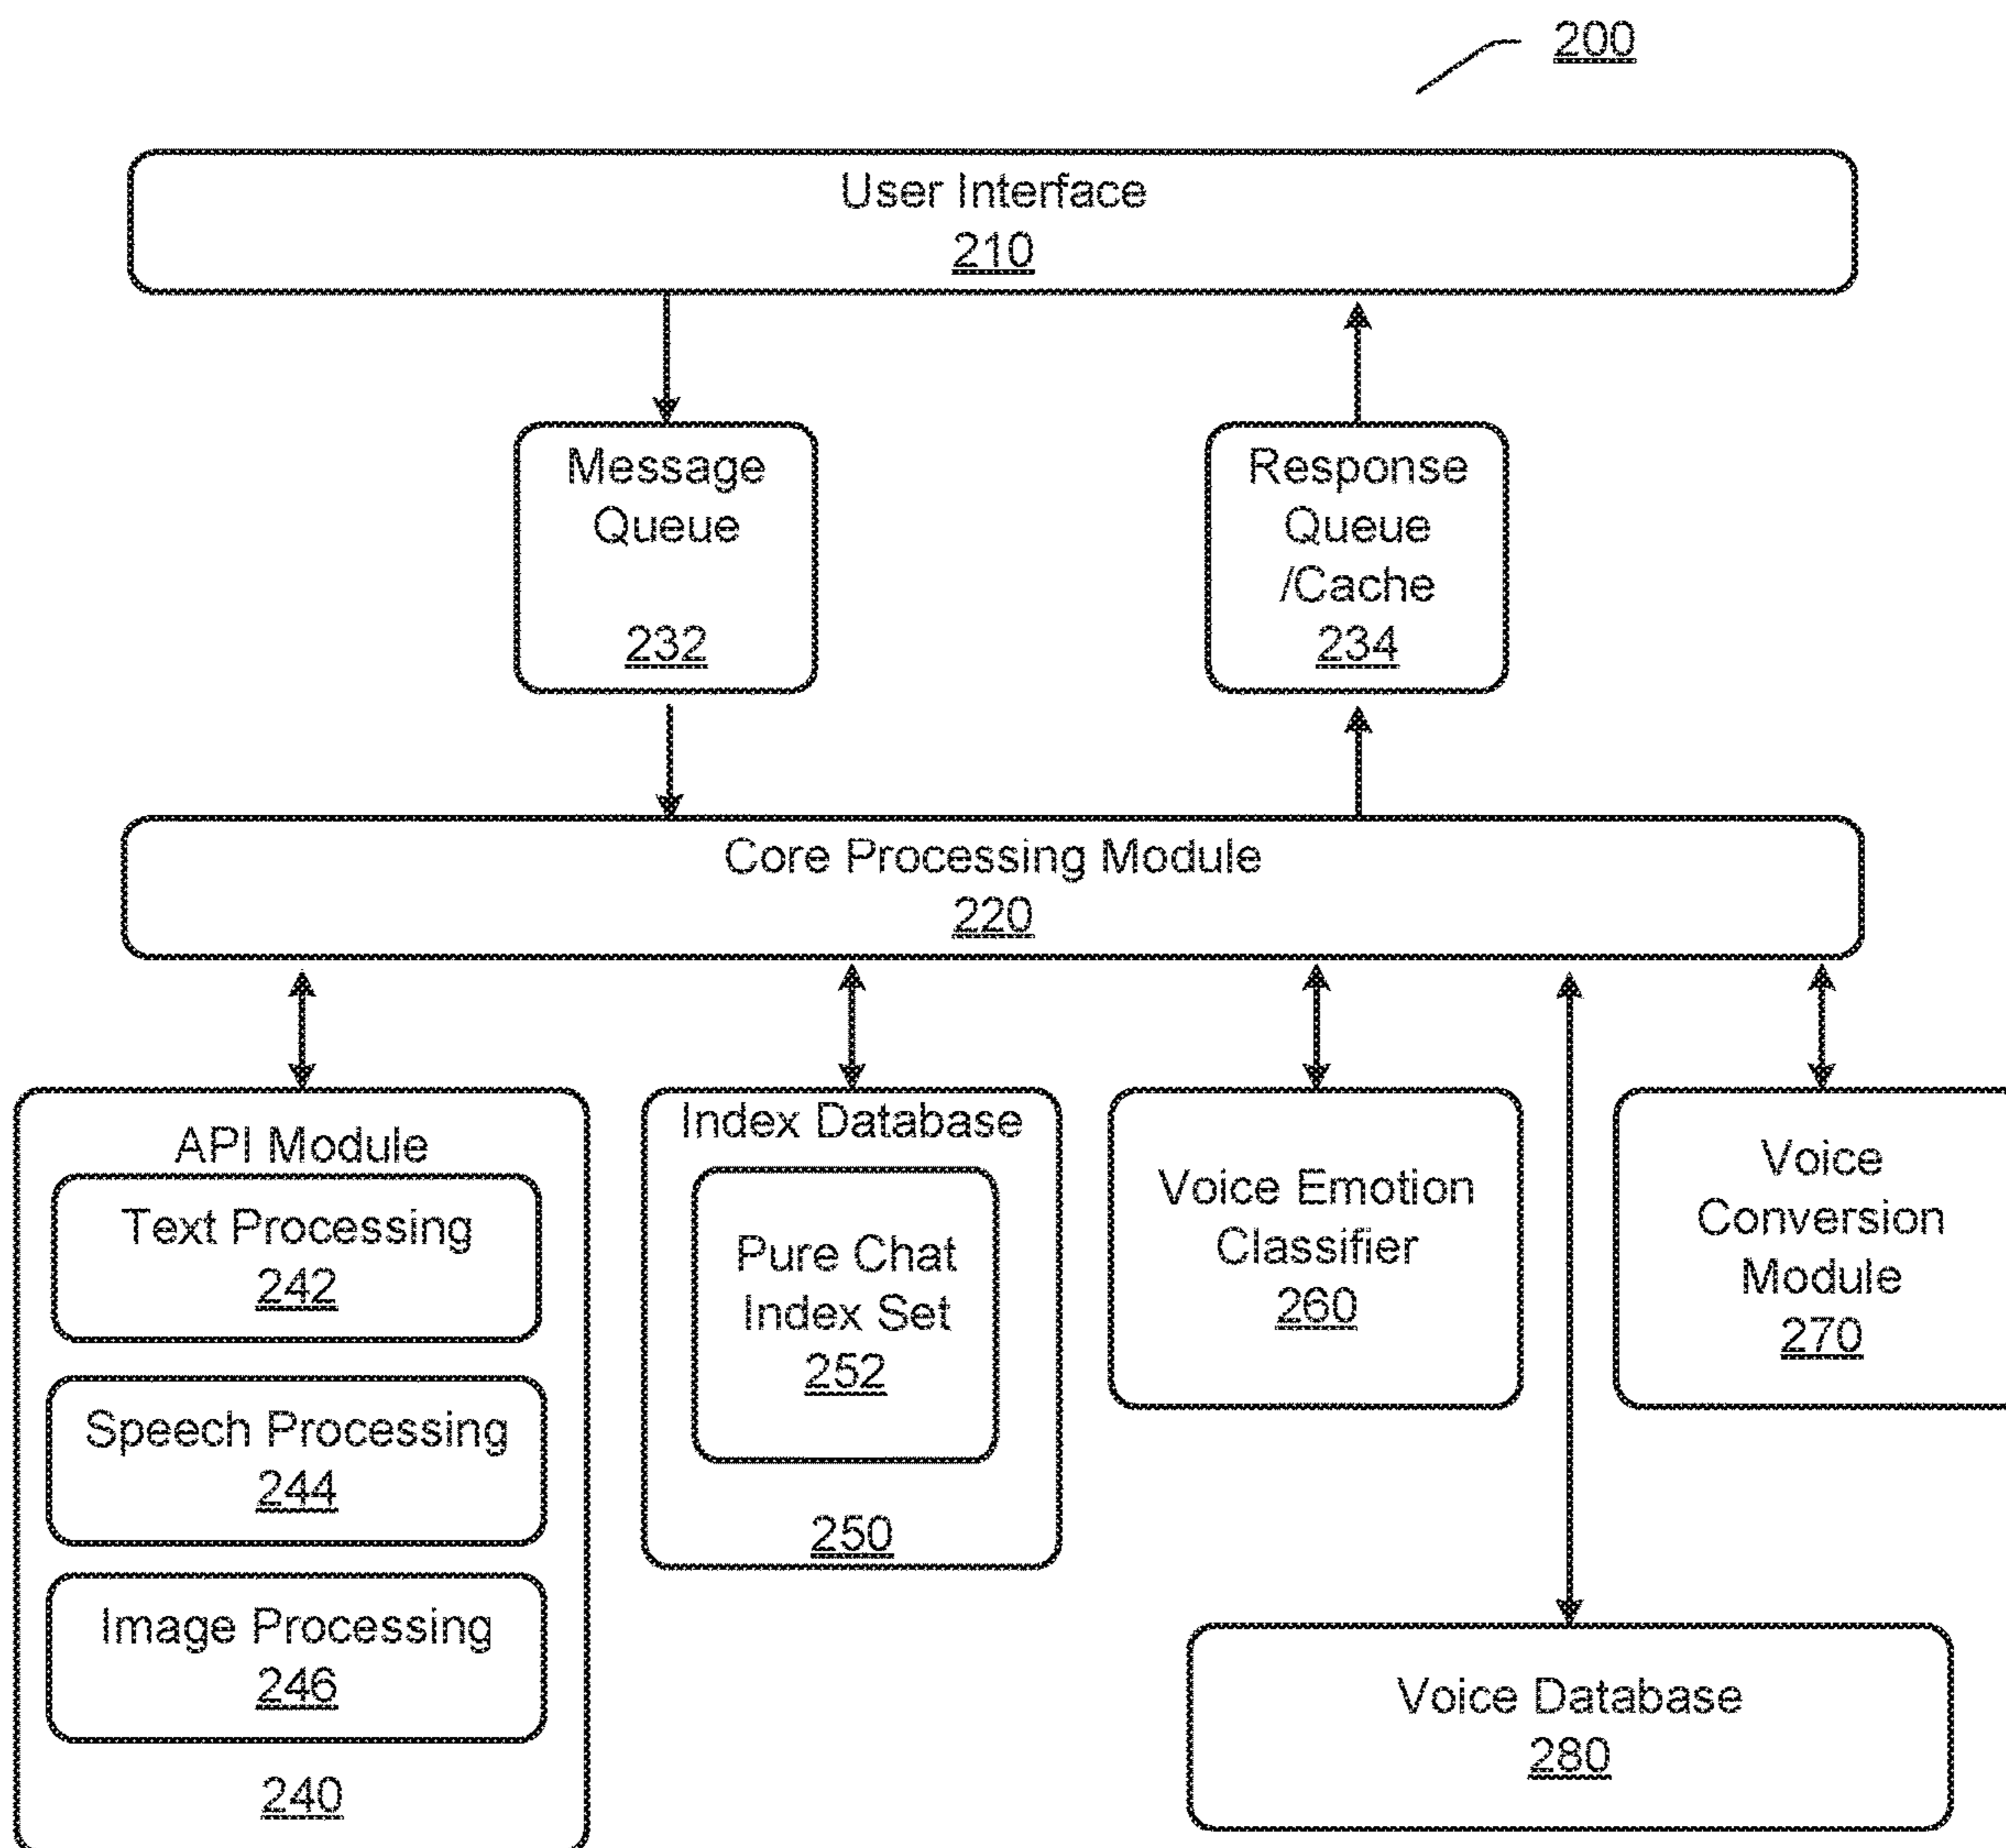 200
User Interface
210
Message
Queue
232
Response
Queue
/Cache
234
Core Processing Module
220
API Module
Text Processing
242
Speech Processing
244
Image Processing
246
240
Index Database
Pure Chat
Index Set
252
250
Voice Emotion
Classifier
260
Voice
Conversion
Module
270
Voice Database
280